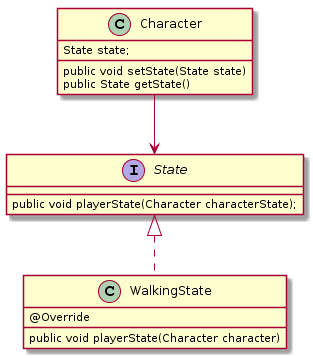 C Character
State state;
public void setState(State state)
public State getState()
I State
public void playerState(Character characterState);
C WalkingState
@Override
public void playerState(Character character)